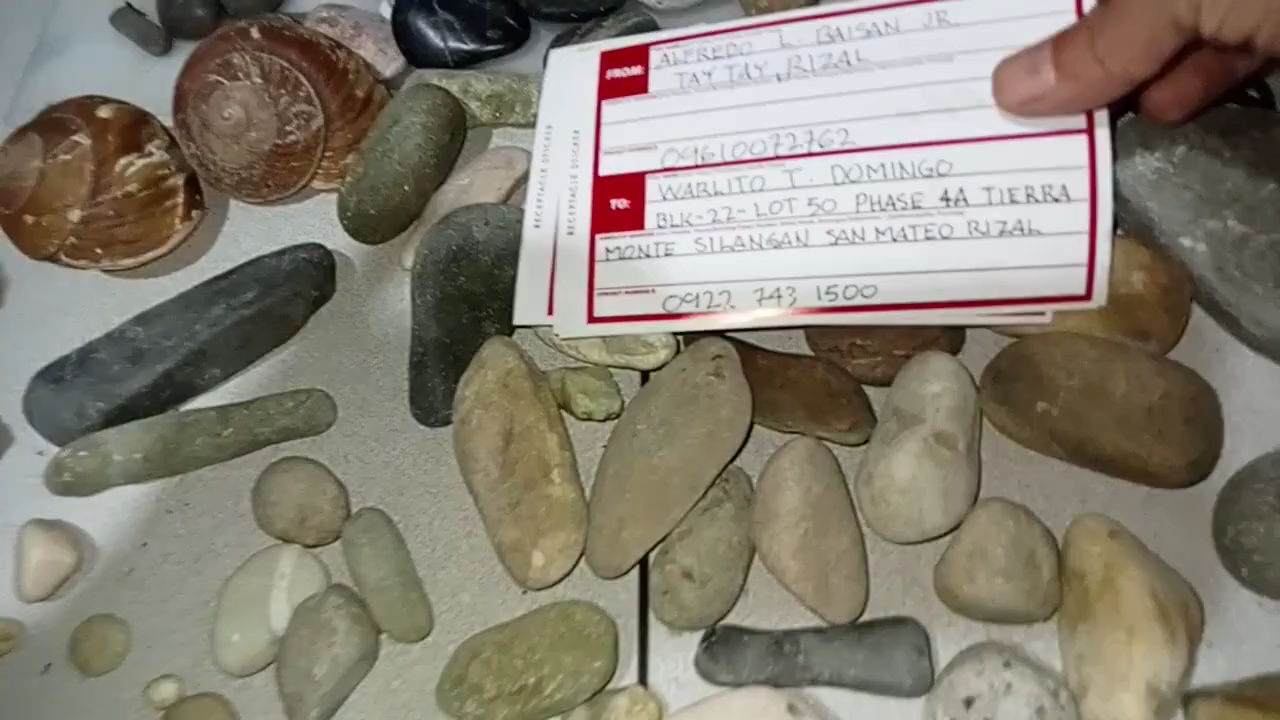 FROM:
ALFREDO L. BAISAN JR.
TAY TAY, RIZAL
09610072762
TO:
WARLITO T. DOMINGO
BLK-22-LOT 50 PHASE 4A TIERRA
MONTE SILANGAN SAN MATEO RIZAL
0922 743 1500